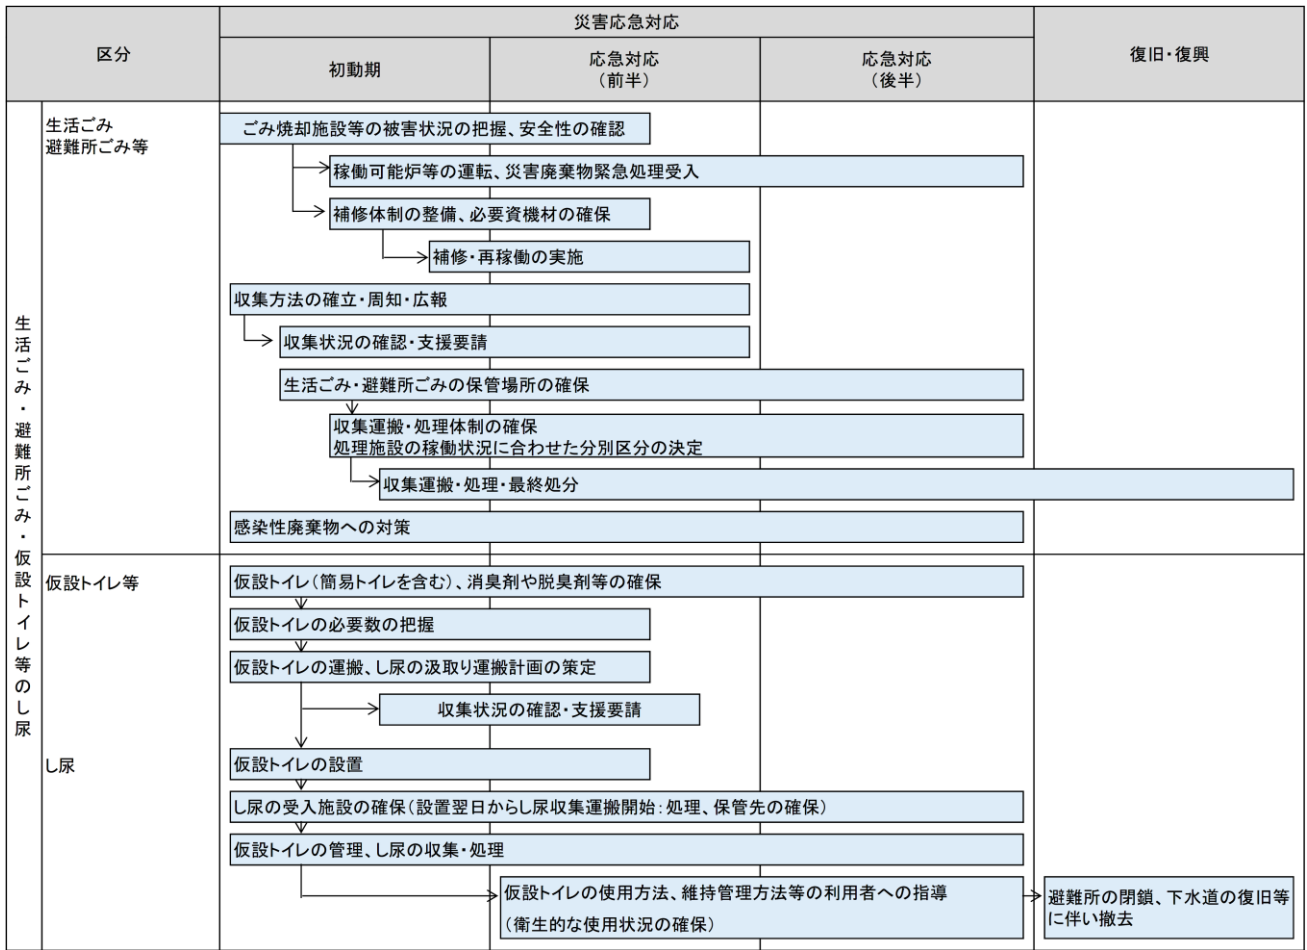 区分
災害応急対応
初動期
応急対応
（前半）
応急対応
（後半）
復旧・復興
生活ごみ・避難所ごみ・仮設トイレ等のし尿
生活ごみ
避難所ごみ等
ごみ焼却施設等の被害状況の把握、安全性の確認
稼働可能炉等の運転、災害廃棄物緊急処理受入
補修体制の整備、必要資機材の確保
補修・再稼働の実施
収集方法の確立・周知・広報
収集状況の確認・支援要請
生活ごみ・避難所ごみの保管場所の確保
収集運搬・処理体制の確保
処理施設の稼働状況に合わせた分別区分の決定
収集運搬・処理・最終処分
感染性廃棄物への対策
仮設トイレ等
仮設トイレ（簡易トイレを含む）、消臭剤や脱臭剤等の確保
仮設トイレの必要数の把握
仮設トイレの運搬、し尿の汲取り運搬計画の策定
収集状況の確認・支援要請
し尿
仮設トイレの設置
し尿の受入施設の確保（設置翌日からし尿収集運搬開始：処理、保管先の確保）
仮設トイレの管理、し尿の収集・処理
仮設トイレの使用方法、維持管理方法等の利用者への指導
（衛生的な使用状況の確保）
避難所の閉鎖、下水道の復旧等
に伴い撤去